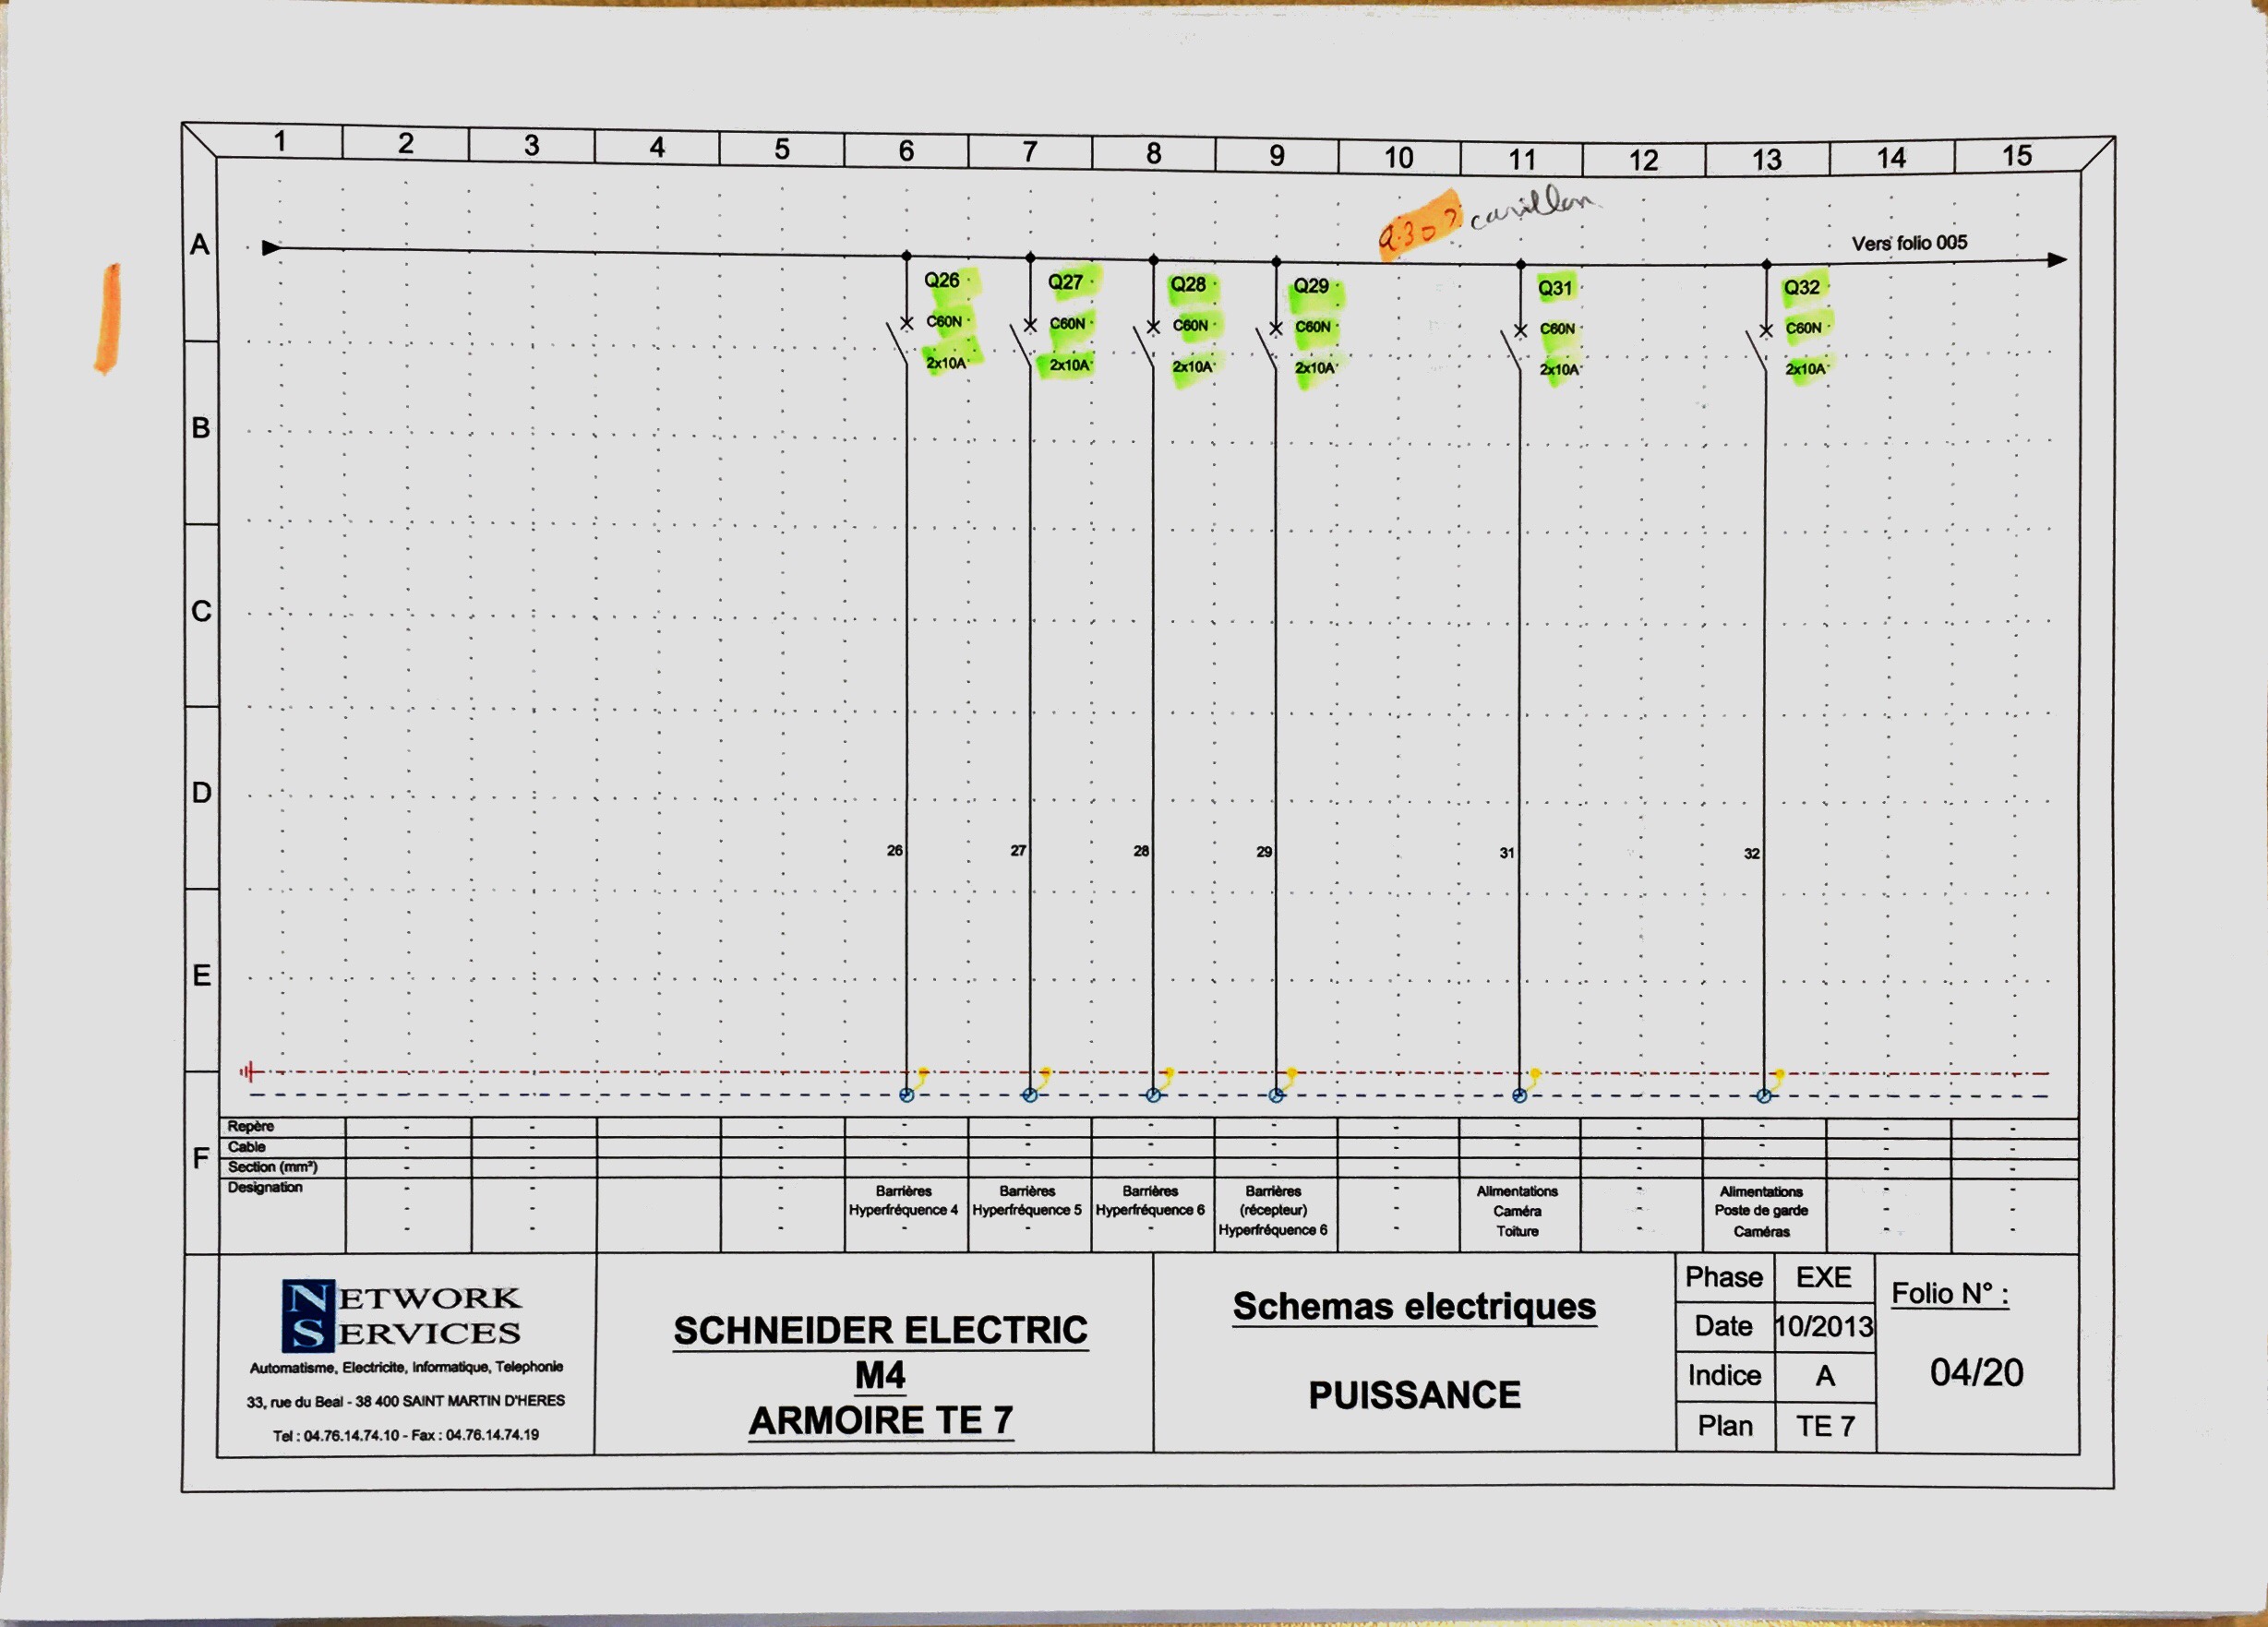 1 2 3 4 5 6 7 8 9 10 11 12 13 14 15
carillon
A
Vers folio 005
Q26 Q27 Q28 Q29 Q31 Q32
C60N C60N C60N C60N C60N C60N
2x10A 2x10A 2x10A 2x10A 2x10A 2x10A
B
C
D
26 27 28 29 31 32
E
F
Repère - - - - - - - - - - - - -
Cable - - - - - - - - - - - - -
Section (mm²) - - - - - - - - - - - - -
Designation - - - Barrières Barrières Barrières Barrières - Alimentations - Alimentations - -
- - - Hyperfréquence 4 Hyperfréquence 5 Hyperfréquence 6 (récepteur) - Caméra - Poste de garde - -
- - - - - - Hyperfréquence 6 - Toiture - Caméras - -
NETWORK
SERVICES
Automatisme, Electricite, Informatique, Telephonie
33, rue du Beal - 38 400 SAINT MARTIN D'HERES
Tel : 04.76.14.74.10 - Fax : 04.76.14.74.19
SCHNEIDER ELECTRIC
M4
ARMOIRE TE 7
Schemas electriques
PUISSANCE
Phase EXE
Date 10/2013
Indice A
Plan TE 7
Folio N° :
04/20